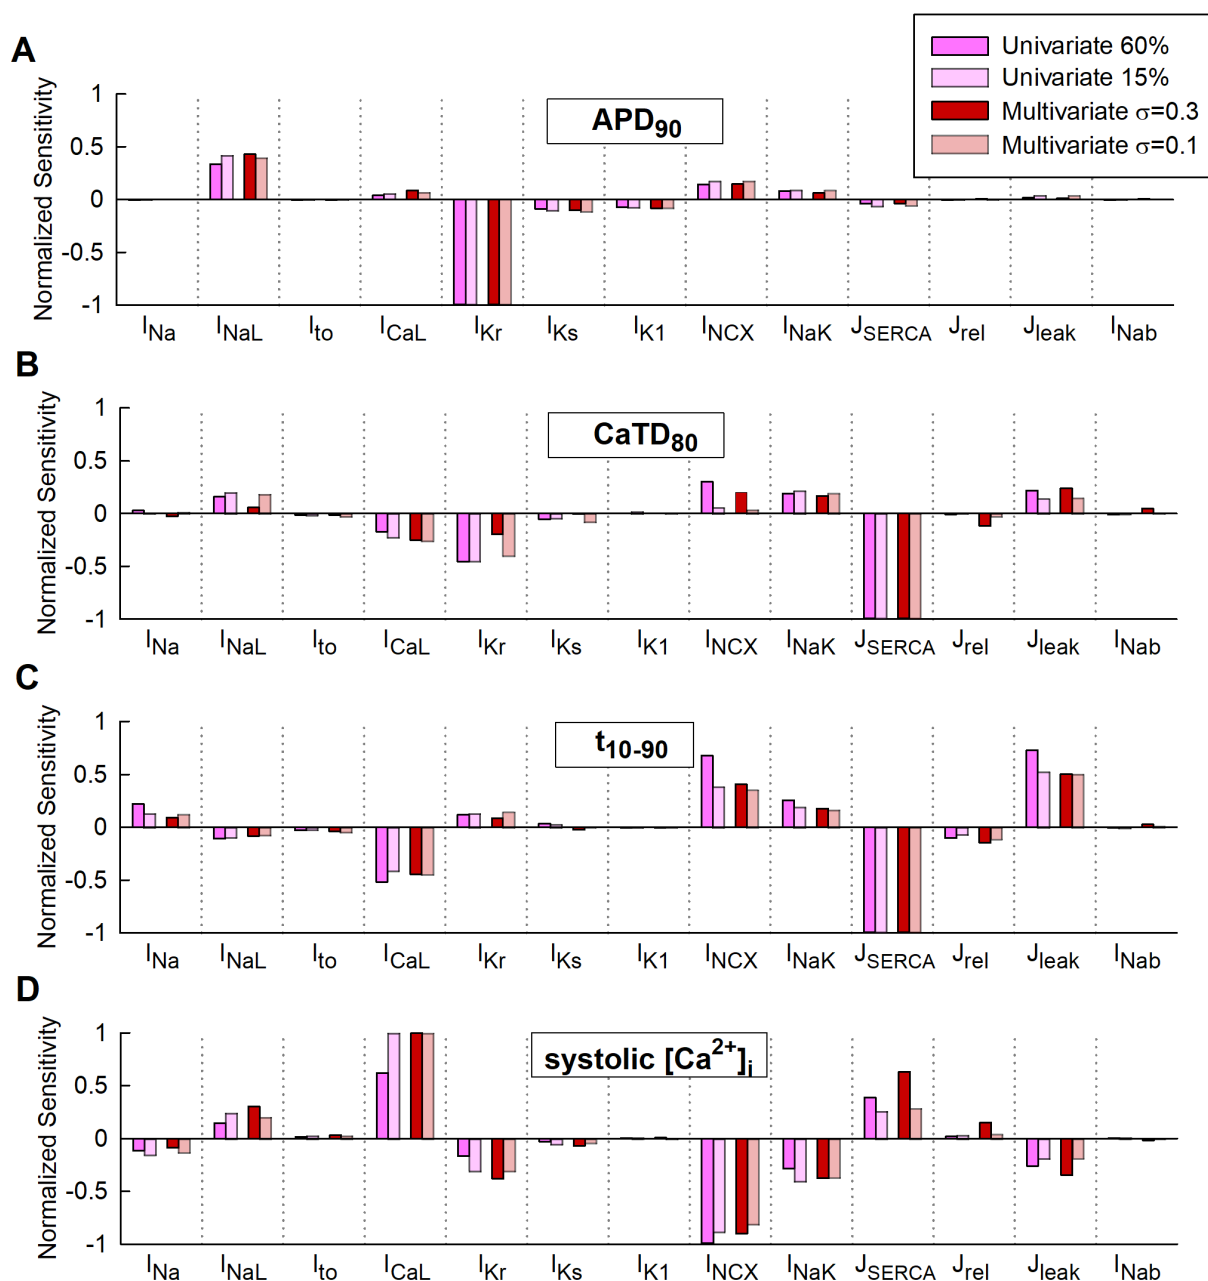 Univariate 60%
Univariate 15%
Multivariate σ=0.3
Multivariate σ=0.1
A
Normalized Sensitivity
1
0.5
0
-0.5
-1
APD90
INa INaL Ito ICaL IKr IKs IK1 INCX INaK JSERCA Jrel Jleak INab
B
Normalized Sensitivity
1
0.5
0
-0.5
-1
CaTD80
INa INaL Ito ICaL IKr IKs IK1 INCX INaK JSERCA Jrel Jleak INab
C
Normalized Sensitivity
1
0.5
0
-0.5
-1
t10-90
INa INaL Ito ICaL IKr IKs IK1 INCX INaK JSERCA Jrel Jleak INab
D
Normalized Sensitivity
1
0.5
0
-0.5
-1
systolic [Ca2+]i
INa INaL Ito ICaL IKr IKs IK1 INCX INaK JSERCA Jrel Jleak INab